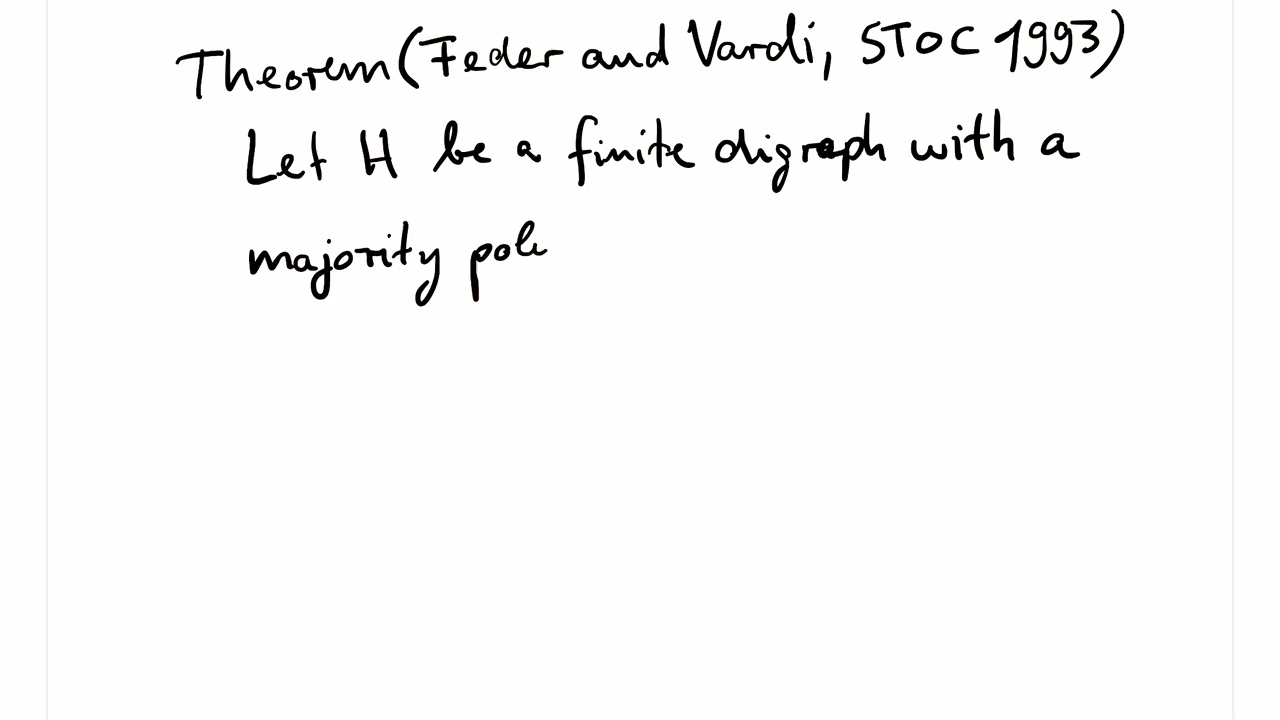 Theorem (Feder and Vardi, STOC 1993)
Let H be a finite digraph with a
majority pol